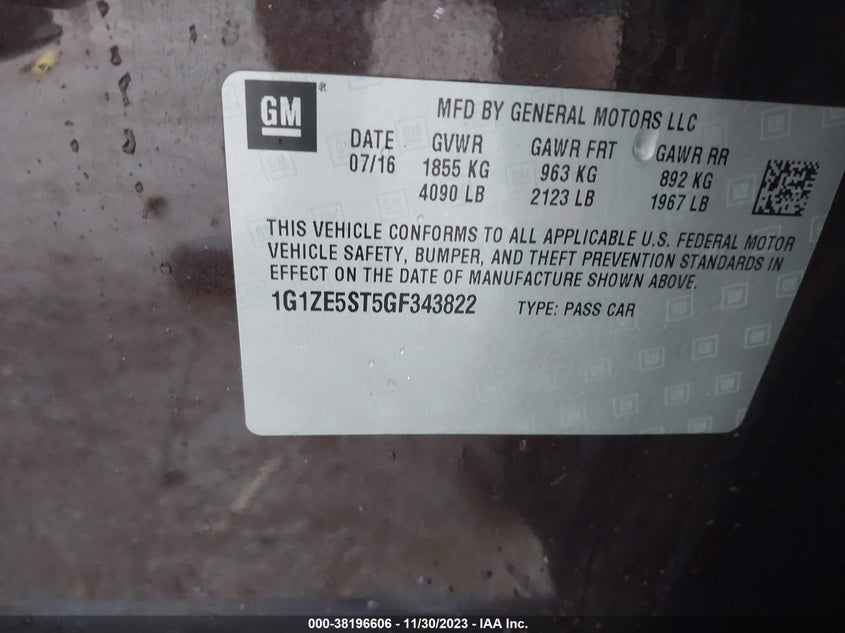 GM ®
MFD BY GENERAL MOTORS LLC
DATE GVWR GAWR FRT GAWR RR
07/16 1855 KG 963 KG 892 KG
4090 LB 2123 LB 1967 LB
THIS VEHICLE CONFORMS TO ALL APPLICABLE U.S. FEDERAL MOTOR
VEHICLE SAFETY, BUMPER, AND THEFT PREVENTION STANDARDS IN
EFFECT ON THE DATE OF MANUFACTURE SHOWN ABOVE.
1G1ZE5ST5GF343822 TYPE: PASS CAR
000-38196606 - 11/30/2023 - IAA Inc.